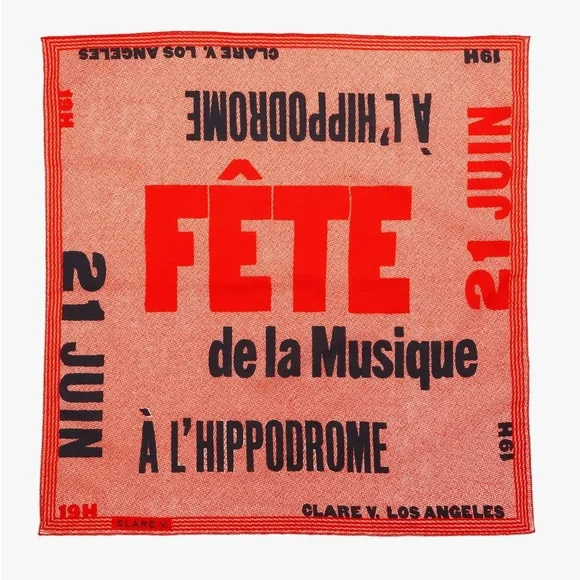 CLARE V. LOS ANGELES
19H
19H
À L'HIPPODROME
21 JUIN
FÊTE
de la Musique
21 JUIN
À L'HIPPODROME
19H
19H
CLARE V. LOS ANGELES
CLARE V.